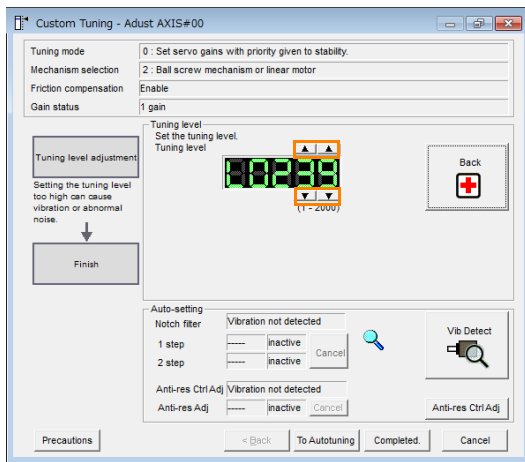 Custom Tuning - Adust AXIS#00
Tuning mode
0 : Set servo gains with priority given to stability.
Mechanism selection
2 : Ball screw mechanism or linear motor
Friction compensation
Enable
Gain status
1 gain
Tuning level adjustment
Setting the tuning level
too high can cause
vibration or abnormal
noise.
Finish
Tuning level
Set the tuning level.
Tuning level
L0239
(1 - 2000)
Back
Auto-setting
Notch filter
Vibration not detected
1 step
-----
inactive
2 step
-----
inactive
Cancel
Anti-res Ctrl Adj
Vibration not detected
Anti-res Adj
-----
inactive
Cancel
Vib Detect
Anti-res Ctrl Adj
Precautions
< Back
To Autotuning
Completed.
Cancel